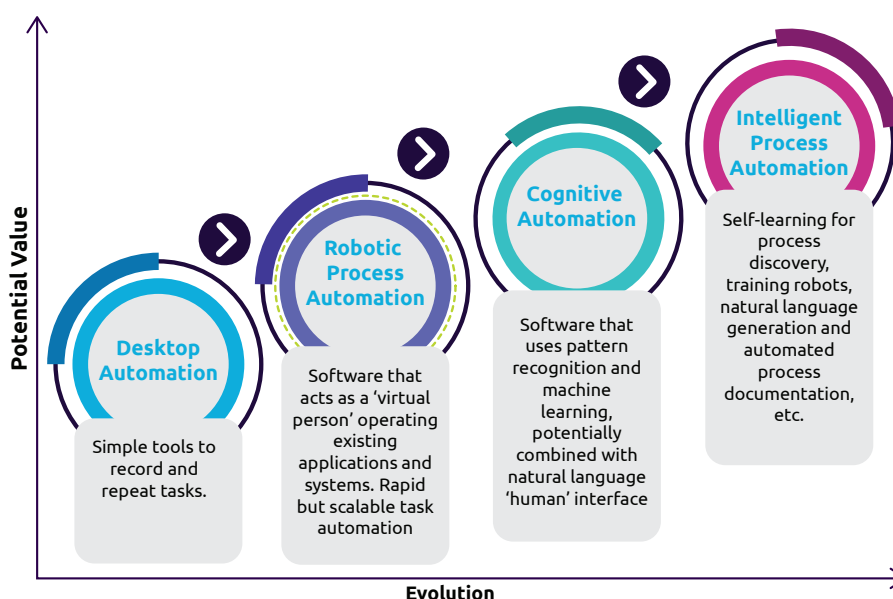 Potential Value
Desktop
Automation
Simple tools to
record and
repeat tasks.
Robotic
Process
Automation
Software that
acts as a ‘virtual
person’ operating
existing
applications and
systems. Rapid
but scalable task
automation
Cognitive
Automation
Software that
uses pattern
recognition and
machine
learning,
potentially
combined with
natural language
‘human’ interface
Intelligent
Process
Automation
Self-learning for
process
discovery,
training robots,
natural language
generation and
automated
process
documentation,
etc.
Evolution